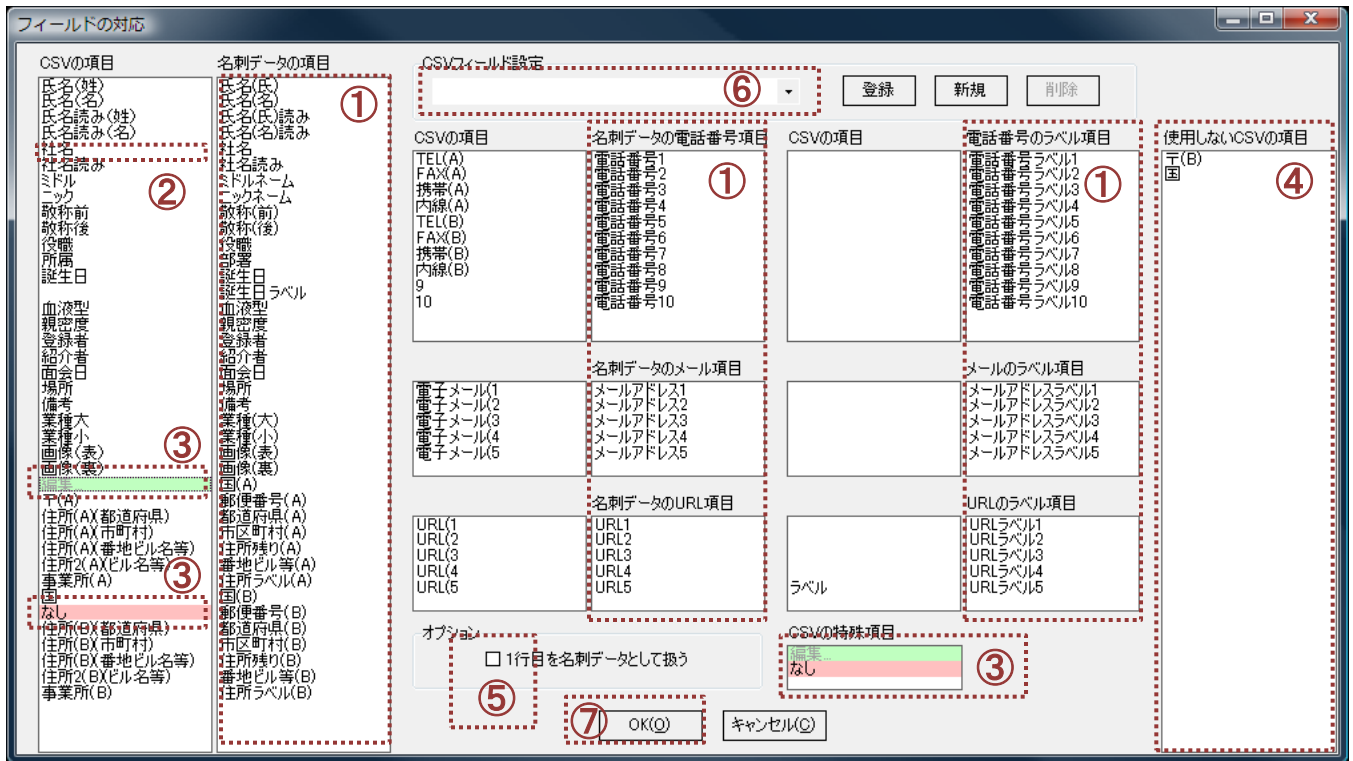 フィールドの対応
CSVの項目
氏名(姓)
氏名(名)
氏名読み(姓)
氏名読み(名)
社名
社名読み
ミドル
ニック
敬称前
敬称後
役職
所属
誕生日
血液型
親密度
登録者
紹介者
面会日
場所
備考
業種大
業種小
画像(表)
画像(裏)
編集...
〒(A)
住所(A)(都道府県)
住所(A)(市町村)
住所(A)(番地ビル名等)
住所2(A)(ビル名等)
事業所(A)
国
なし
住所(B)(都道府県)
住所(B)(市町村)
住所(B)(番地ビル名等)
住所2(B)(ビル名等)
事業所(B)
②
③
③
名刺データの項目
氏名(氏)
氏名(名)
氏名(氏)読み
氏名(名)読み
社名
社名読み
ミドルネーム
ニックネーム
敬称(前)
敬称(後)
役職
部署
誕生日
誕生日ラベル
血液型
親密度
登録者
紹介者
面会日
場所
備考
業種(大)
業種(小)
画像(表)
画像(裏)
国(A)
郵便番号(A)
都道府県(A)
市区町村(A)
住所残り(A)
番地ビル等(A)
住所ラベル(A)
国(B)
郵便番号(B)
都道府県(B)
市区町村(B)
住所残り(B)
番地ビル等(B)
住所ラベル(B)
①
CSVフィールド設定
⑥
登録
新規
削除
CSVの項目
TEL(A)
FAX(A)
携帯(A)
内線(A)
TEL(B)
FAX(B)
携帯(B)
内線(B)
9
10
名刺データの電話番号項目
電話番号1
電話番号2
電話番号3
電話番号4
電話番号5
電話番号6
電話番号7
電話番号8
電話番号9
電話番号10
①
CSVの項目
電話番号のラベル項目
電話番号ラベル1
電話番号ラベル2
電話番号ラベル3
電話番号ラベル4
電話番号ラベル5
電話番号ラベル6
電話番号ラベル7
電話番号ラベル8
電話番号ラベル9
電話番号ラベル10
①
電子メール(1
電子メール(2
電子メール(3
電子メール(4
電子メール(5
名刺データのメール項目
メールアドレス1
メールアドレス2
メールアドレス3
メールアドレス4
メールアドレス5
メールのラベル項目
メールアドレスラベル1
メールアドレスラベル2
メールアドレスラベル3
メールアドレスラベル4
メールアドレスラベル5
URL(1
URL(2
URL(3
URL(4
URL(5
名刺データのURL項目
URL1
URL2
URL3
URL4
URL5
ラベル
URLのラベル項目
URLラベル1
URLラベル2
URLラベル3
URLラベル4
URLラベル5
使用しないCSVの項目
〒(B)
国
④
オプション
1行目を名刺データとして扱う
⑤
CSVの特殊項目
編集...
なし
③
⑦
OK(O)
キャンセル(C)